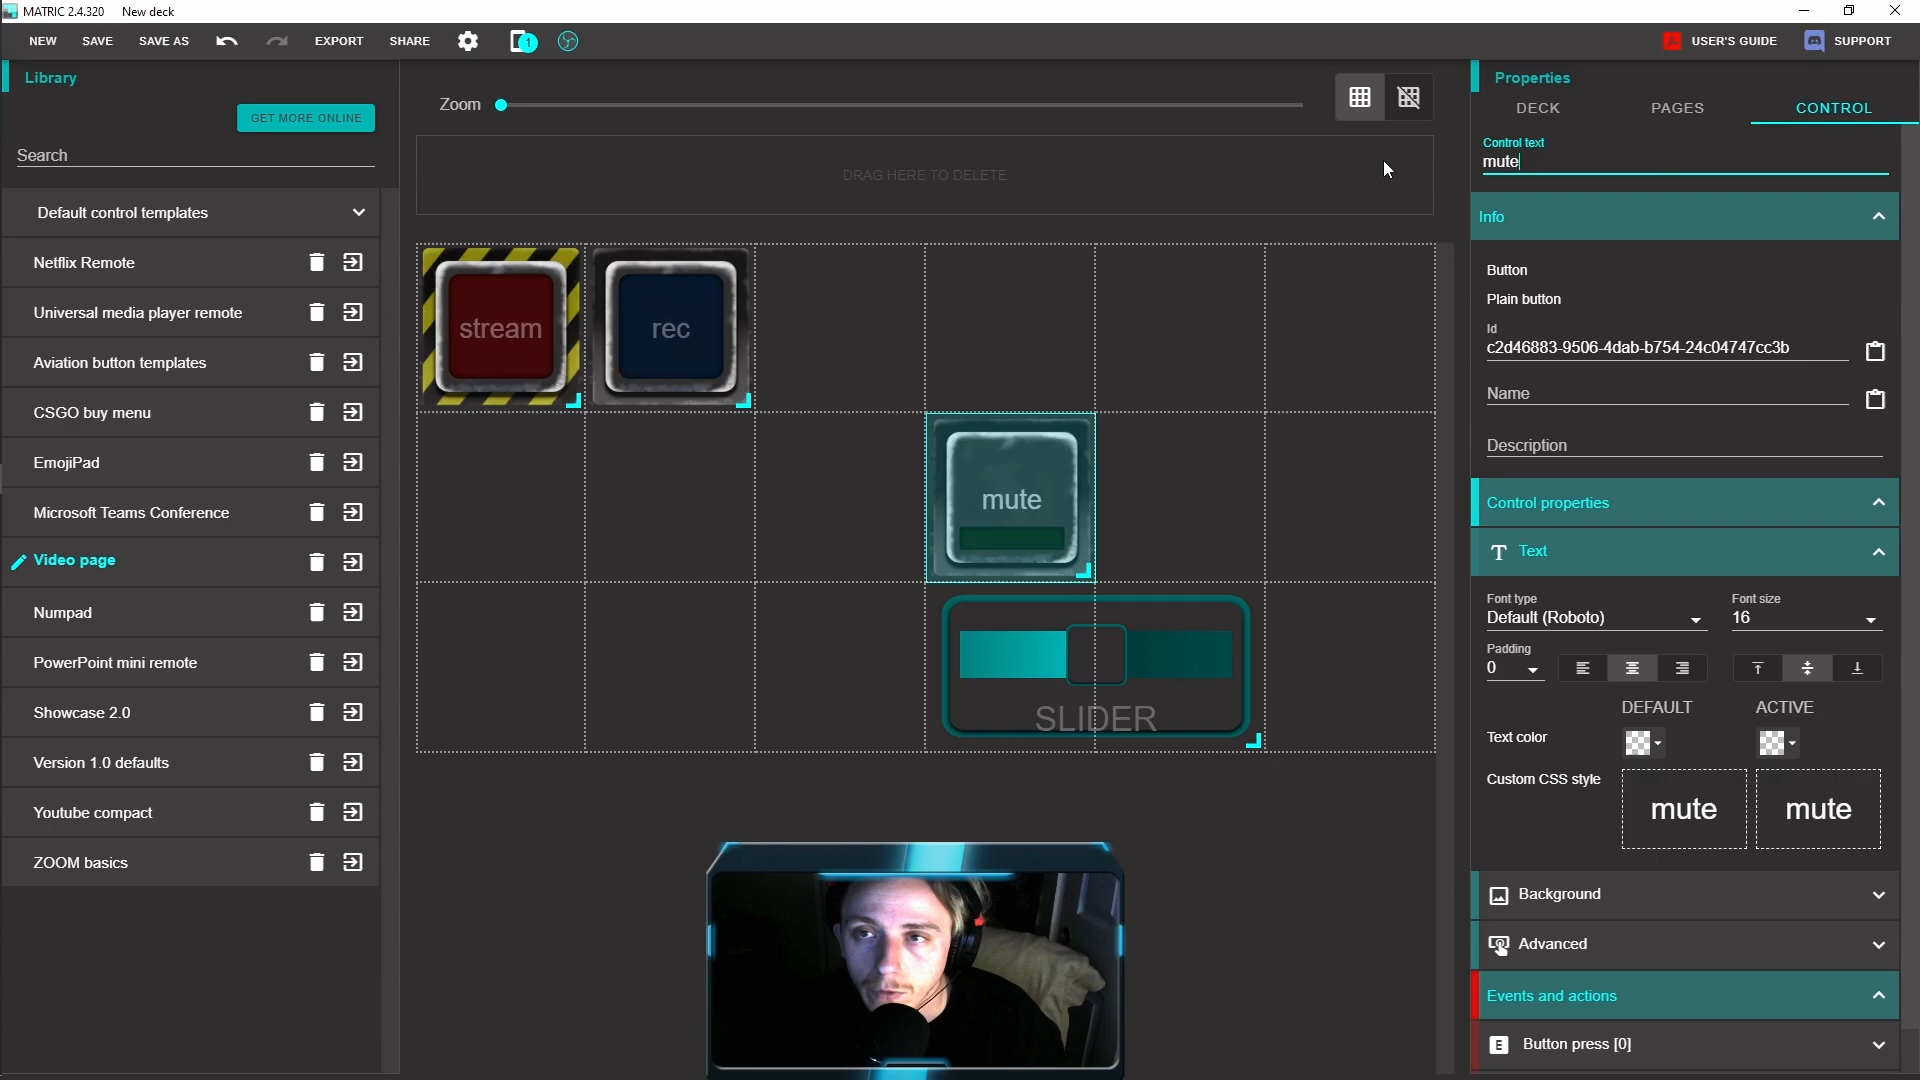 MATRIC 2.4.320 New deck
NEW SAVE SAVE AS EXPORT SHARE 1 USER'S GUIDE SUPPORT
Library
GET MORE ONLINE
Search
Default control templates
Netflix Remote
Universal media player remote
Aviation button templates
CSGO buy menu
EmojiPad
Microsoft Teams Conference
Video page
Numpad
PowerPoint mini remote
Showcase 2.0
Version 1.0 defaults
Youtube compact
ZOOM basics
Zoom
DRAG HERE TO DELETE
stream
rec
mute
SLIDER
Properties
DECK PAGES CONTROL
Control text
mute
Info
Button
Plain button
Id
c2d46883-9506-4dab-b754-24c04747cc3b
Name
Description
Control properties
Text
Font type Font size
Default (Roboto) 16
Padding
0
DEFAULT ACTIVE
Text color
Custom CSS style
mute mute
Background
Advanced
Events and actions
E Button press [0]